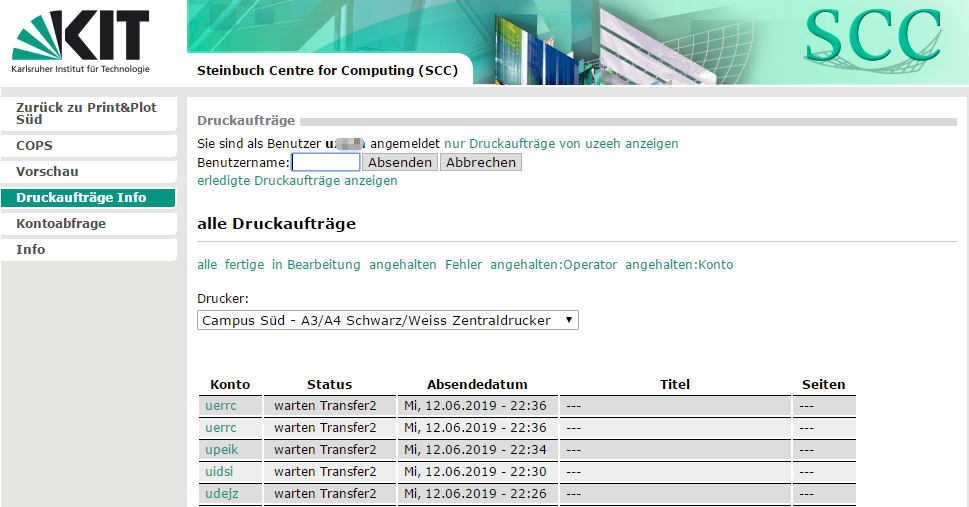 KIT
Karlsruher Institut für Technologie
SCC
Steinbuch Centre for Computing (SCC)
Zurück zu Print&Plot
Süd
COPS
Vorschau
Druckaufträge Info
Kontoabfrage
Info
Druckaufträge
Sie sind als Benutzer angemeldet nur Druckaufträge von uzeeh anzeigen
Benutzername: Absenden Abbrechen
erledigte Druckaufträge anzeigen
alle Druckaufträge
alle fertige in Bearbeitung angehalten Fehler angehalten:Operator angehalten:Konto
Drucker:
Campus Süd - A3/A4 Schwarz/Weiss Zentraldrucker
Konto Status Absendedatum Titel Seiten
uerrc warten Transfer2 Mi, 12.06.2019 - 22:36 --- ---
uerrc warten Transfer2 Mi, 12.06.2019 - 22:36 --- ---
upeik warten Transfer2 Mi, 12.06.2019 - 22:34 --- ---
uidsi warten Transfer2 Mi, 12.06.2019 - 22:30 --- ---
udejz warten Transfer2 Mi, 12.06.2019 - 22:26 --- ---